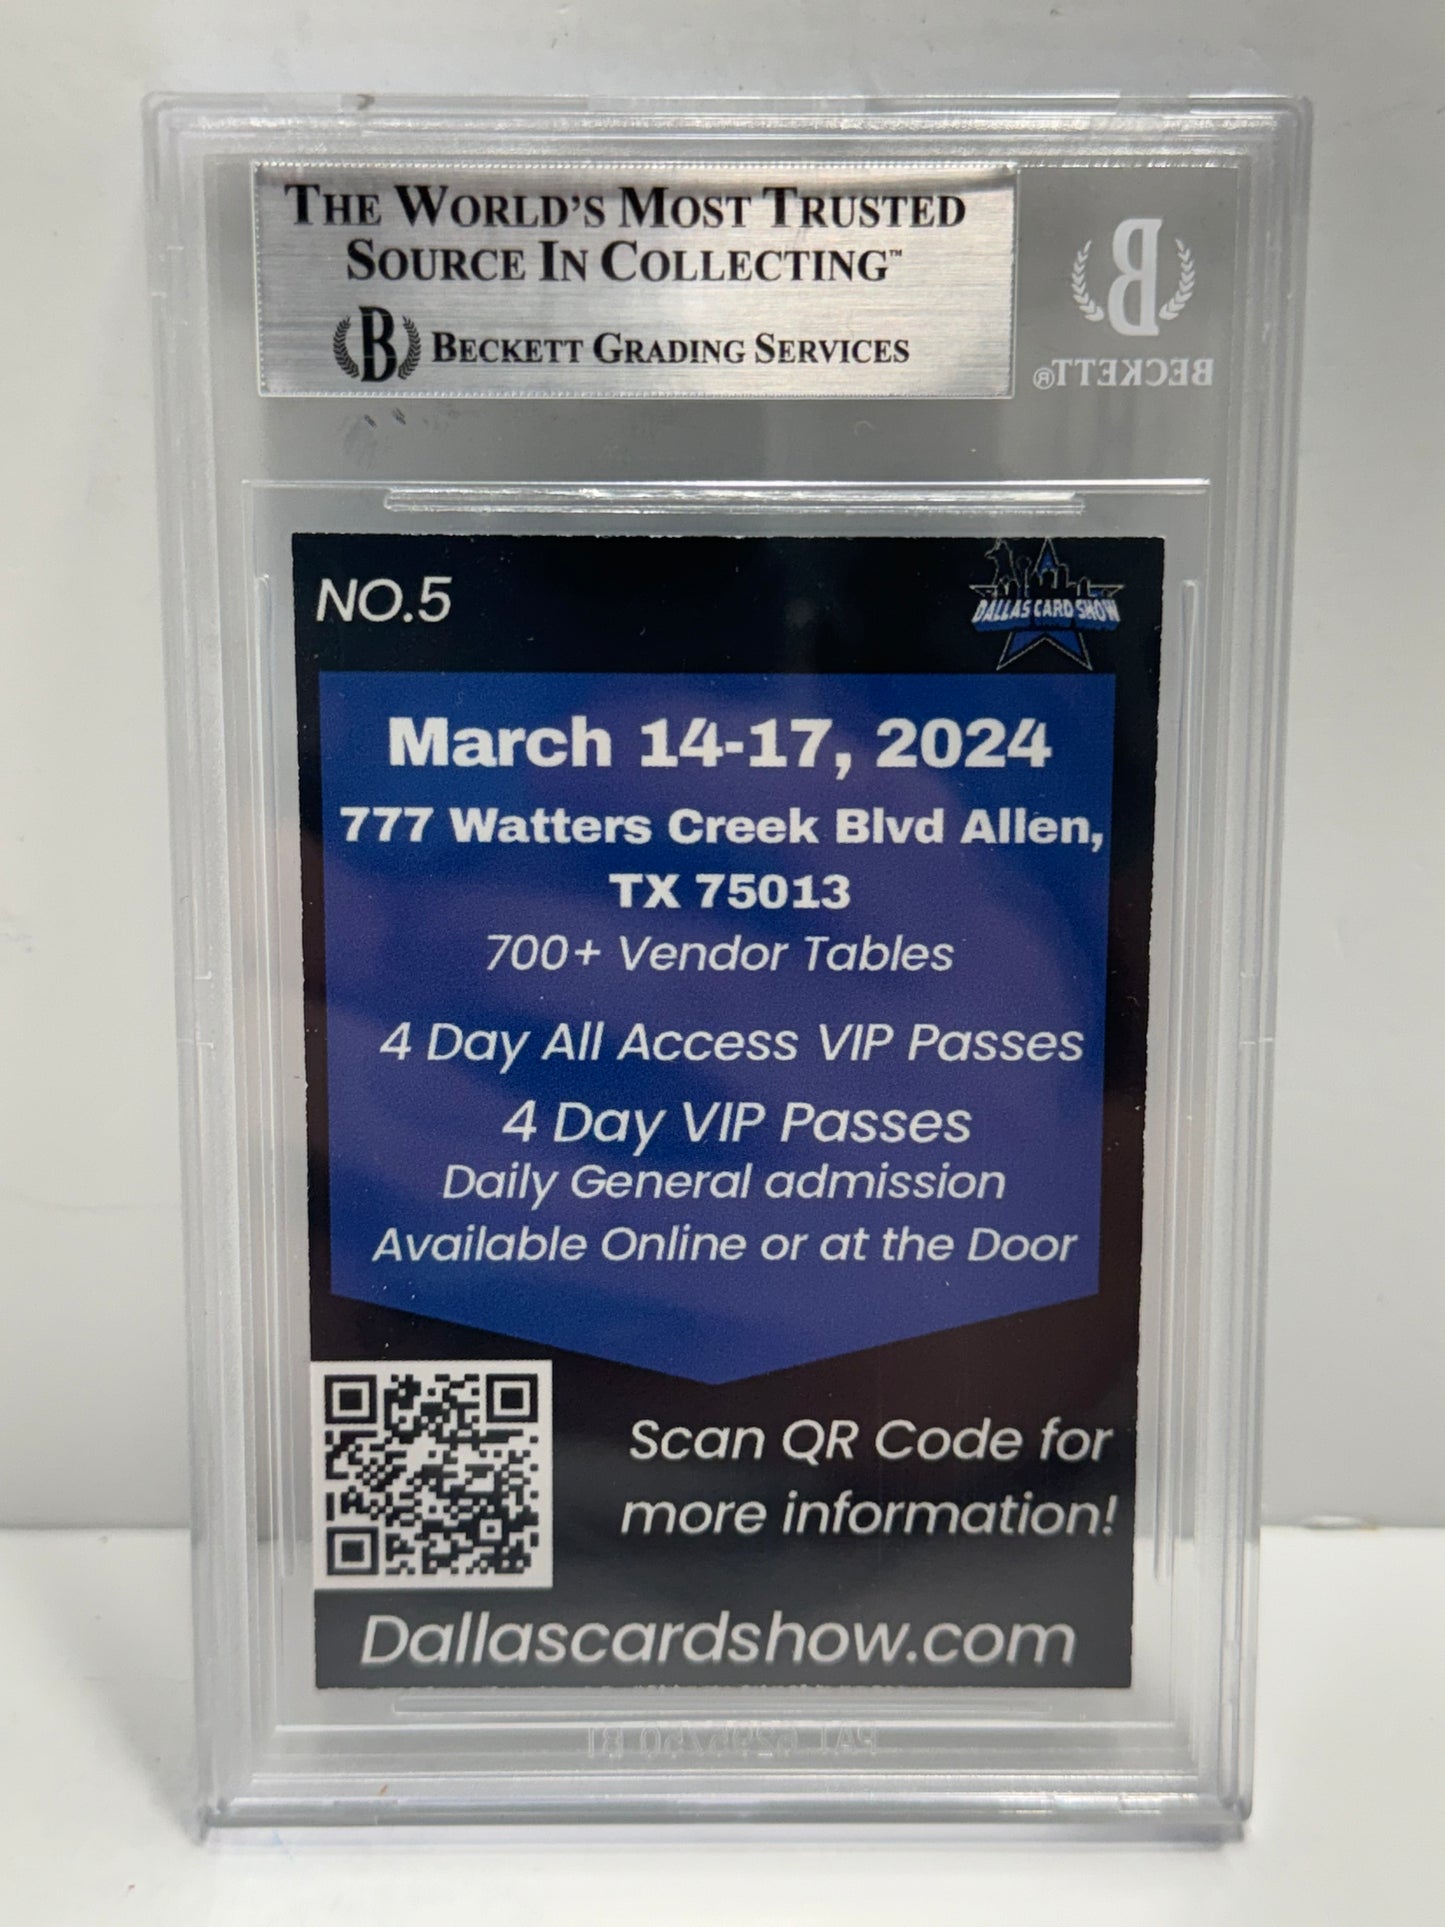 THE WORLD'S MOST TRUSTED
SOURCE IN COLLECTING™
B BECKETT GRADING SERVICES
B
BECKETT®
NO.5
DALLAS CARD SHOW
March 14-17, 2024
777 Watters Creek Blvd Allen,
TX 75013
700+ Vendor Tables
4 Day All Access VIP Passes
4 Day VIP Passes
Daily General admission
Available Online or at the Door
Scan QR Code for
more information!
Dallascardshow.com